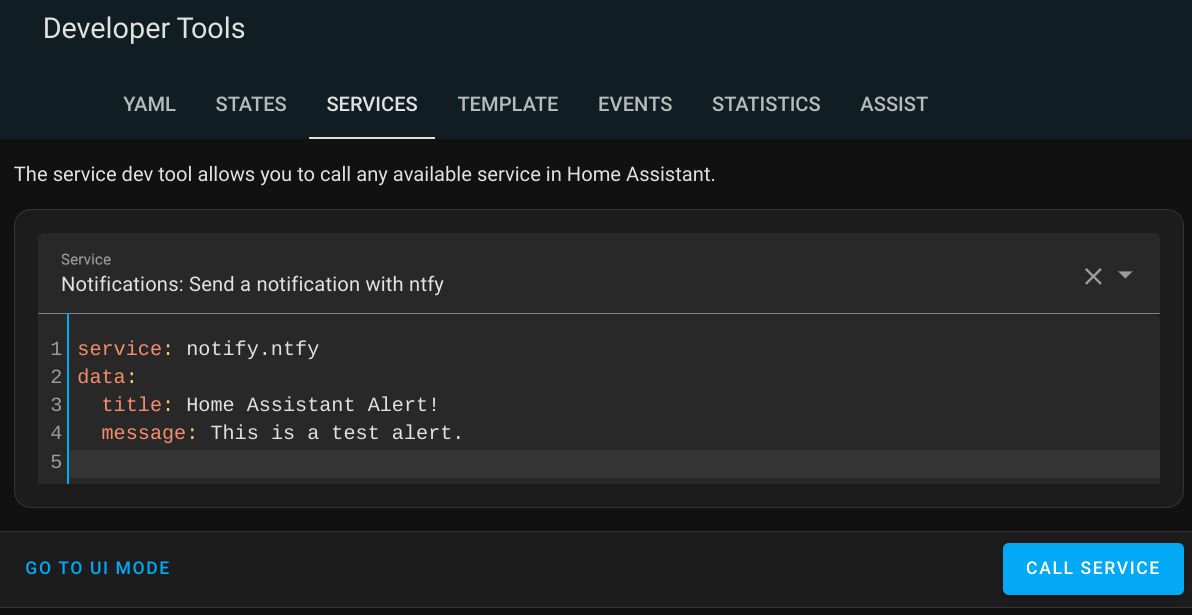 Developer Tools
YAML STATES SERVICES TEMPLATE EVENTS STATISTICS ASSIST
The service dev tool allows you to call any available service in Home Assistant.
Service
Notifications: Send a notification with ntfy
1 service: notify.ntfy
2 data:
3   title: Home Assistant Alert!
4   message: This is a test alert.
5
GO TO UI MODE CALL SERVICE